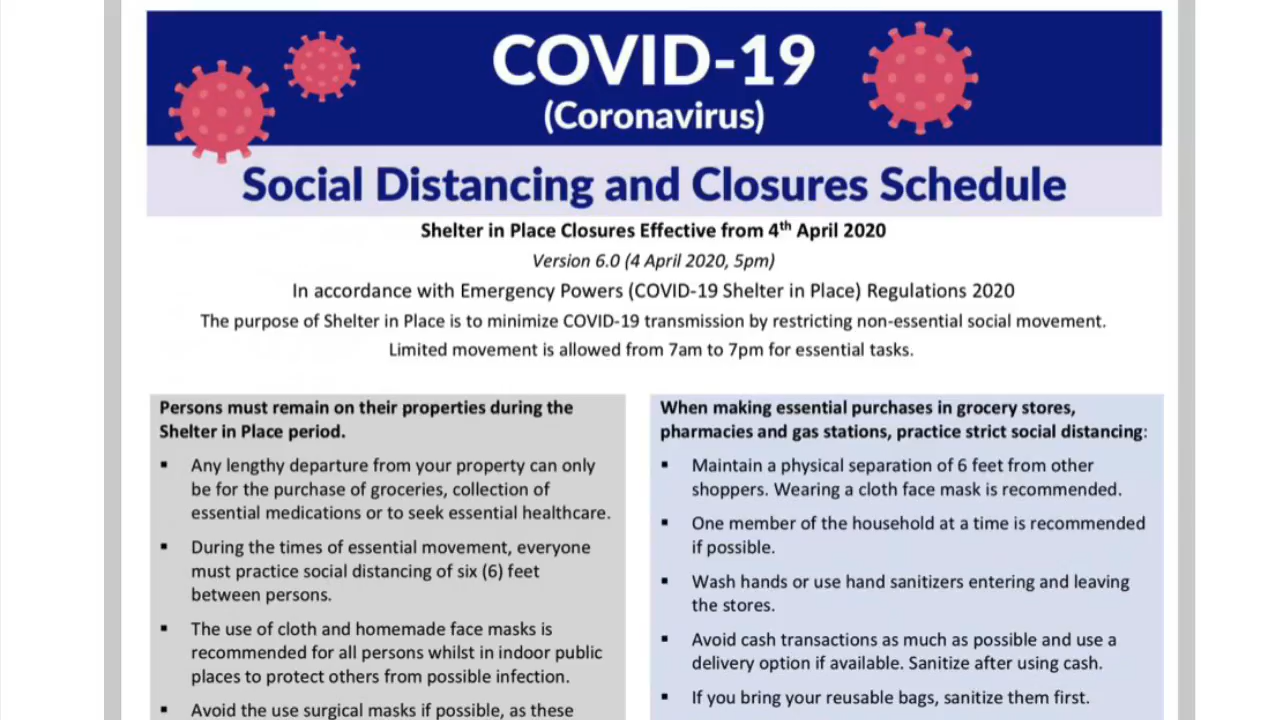 COVID-19
(Coronavirus)
Social Distancing and Closures Schedule
Shelter in Place Closures Effective from 4th April 2020
Version 6.0 (4 April 2020, 5pm)
In accordance with Emergency Powers (COVID-19 Shelter in Place) Regulations 2020
The purpose of Shelter in Place is to minimize COVID-19 transmission by restricting non-essential social movement.
Limited movement is allowed from 7am to 7pm for essential tasks.
Persons must remain on their properties during the
Shelter in Place period.
▪ Any lengthy departure from your property can only
be for the purchase of groceries, collection of
essential medications or to seek essential healthcare.
▪ During the times of essential movement, everyone
must practice social distancing of six (6) feet
between persons.
▪ The use of cloth and homemade face masks is
recommended for all persons whilst in indoor public
places to protect others from possible infection.
▪ Avoid the use surgical masks if possible, as these
When making essential purchases in grocery stores,
pharmacies and gas stations, practice strict social distancing:
▪ Maintain a physical separation of 6 feet from other
shoppers. Wearing a cloth face mask is recommended.
▪ One member of the household at a time is recommended
if possible.
▪ Wash hands or use hand sanitizers entering and leaving
the stores.
▪ Avoid cash transactions as much as possible and use a
delivery option if available. Sanitize after using cash.
▪ If you bring your reusable bags, sanitize them first.